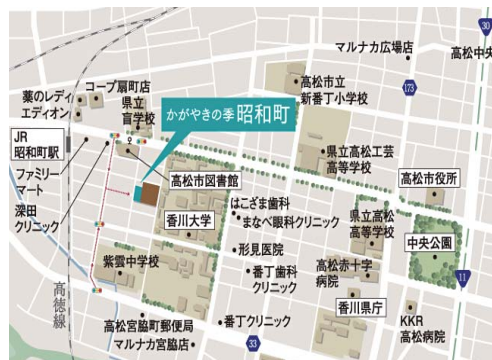 マルナカ広場店
30
高松中央
173
コープ扇町店
薬のレディ
エディオン
県立
盲学校
高松市立
新番丁小学校
かがやきの季 昭和町
JR
昭和町駅
ファミリー
マート
深田
クリニック
高松市図書館
県立高松工芸
高等学校
高松市役所
はこざま歯科
まなべ眼科クリニック
香川大学
県立高松
高等学校
中央公園
形見医院
紫雲中学校
番丁歯科
クリニック
高松赤十字
病院
11
高徳線
香川県庁
高松宮脇町郵便局
マルナカ宮脇店
番丁クリニック
33
KKR
高松病院